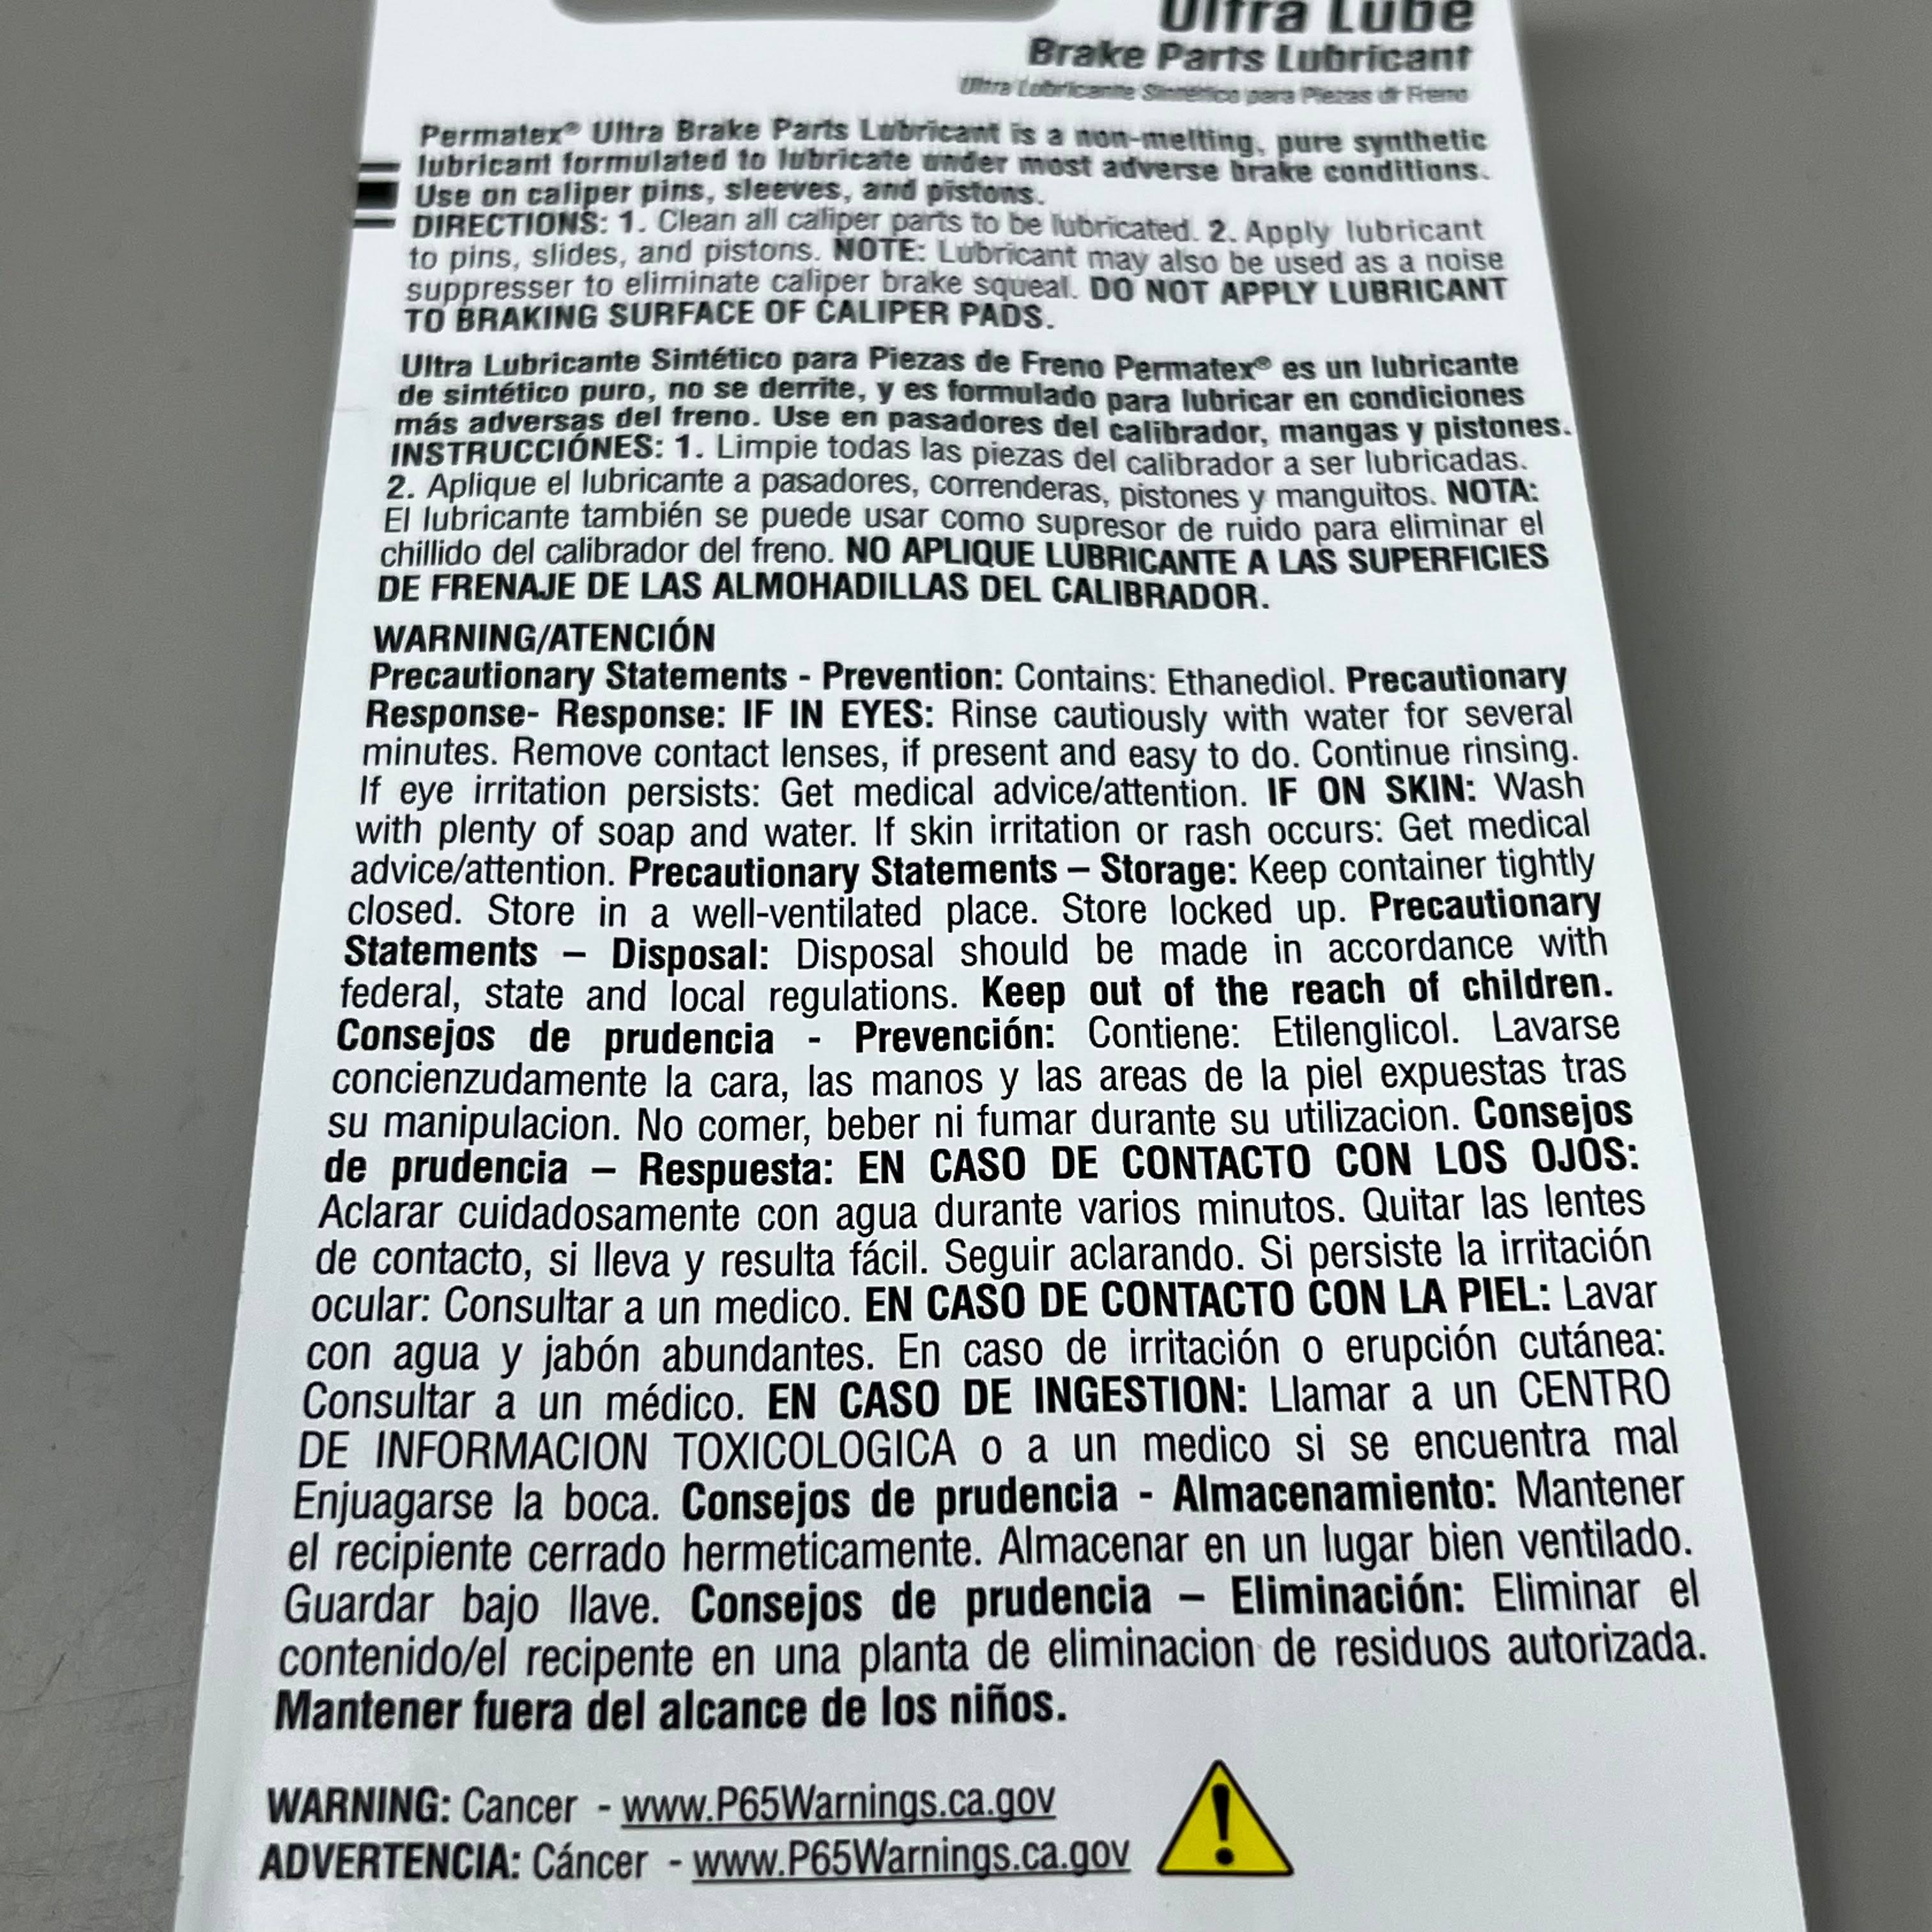 Ultra Lube
Brake Parts Lubricant
Ultra Lubricante Sintético para Piezas de Freno
Permatex® Ultra Brake Parts Lubricant is a non-melting, pure synthetic
lubricant formulated to lubricate under most adverse brake conditions.
Use on caliper pins, sleeves, and pistons.
DIRECTIONS: 1. Clean all caliper parts to be lubricated. 2. Apply lubricant
to pins, slides, and pistons. NOTE: Lubricant may also be used as a noise
suppresser to eliminate caliper brake squeal. DO NOT APPLY LUBRICANT
TO BRAKING SURFACE OF CALIPER PADS.
Ultra Lubricante Sintético para Piezas de Freno Permatex® es un lubricante
de sintético puro, no se derrite, y es formulado para lubricar en condiciones
más adversas del freno. Use en pasadores del calibrador, mangas y pistones.
INSTRUCCIÓNES: 1. Limpie todas las piezas del calibrador a ser lubricadas.
2. Aplique el lubricante a pasadores, correnderas, pistones y manguitos. NOTA:
El lubricante también se puede usar como supresor de ruido para eliminar el
chillido del calibrador del freno. NO APLIQUE LUBRICANTE A LAS SUPERFICIES
DE FRENAJE DE LAS ALMOHADILLAS DEL CALIBRADOR.
WARNING/ATENCIÓN
Precautionary Statements - Prevention: Contains: Ethanediol. Precautionary
Response- Response: IF IN EYES: Rinse cautiously with water for several
minutes. Remove contact lenses, if present and easy to do. Continue rinsing.
If eye irritation persists: Get medical advice/attention. IF ON SKIN: Wash
with plenty of soap and water. If skin irritation or rash occurs: Get medical
advice/attention. Precautionary Statements – Storage: Keep container tightly
closed. Store in a well-ventilated place. Store locked up. Precautionary
Statements – Disposal: Disposal should be made in accordance with
federal, state and local regulations. Keep out of the reach of children.
Consejos de prudencia - Prevención: Contiene: Etilenglicol. Lavarse
concienzudamente la cara, las manos y las areas de la piel expuestas tras
su manipulacion. No comer, beber ni fumar durante su utilizacion. Consejos
de prudencia – Respuesta: EN CASO DE CONTACTO CON LOS OJOS:
Aclarar cuidadosamente con agua durante varios minutos. Quitar las lentes
de contacto, si lleva y resulta fácil. Seguir aclarando. Si persiste la irritación
ocular: Consultar a un medico. EN CASO DE CONTACTO CON LA PIEL: Lavar
con agua y jabón abundantes. En caso de irritación o erupción cutánea:
Consultar a un médico. EN CASO DE INGESTION: Llamar a un CENTRO
DE INFORMACION TOXICOLOGICA o a un medico si se encuentra mal
Enjuagarse la boca. Consejos de prudencia - Almacenamiento: Mantener
el recipiente cerrado hermeticamente. Almacenar en un lugar bien ventilado.
Guardar bajo llave. Consejos de prudencia – Eliminación: Eliminar el
contenido/el recipente en una planta de eliminacion de residuos autorizada.
Mantener fuera del alcance de los niños.
WARNING: Cancer - www.P65Warnings.ca.gov
ADVERTENCIA: Cáncer - www.P65Warnings.ca.gov